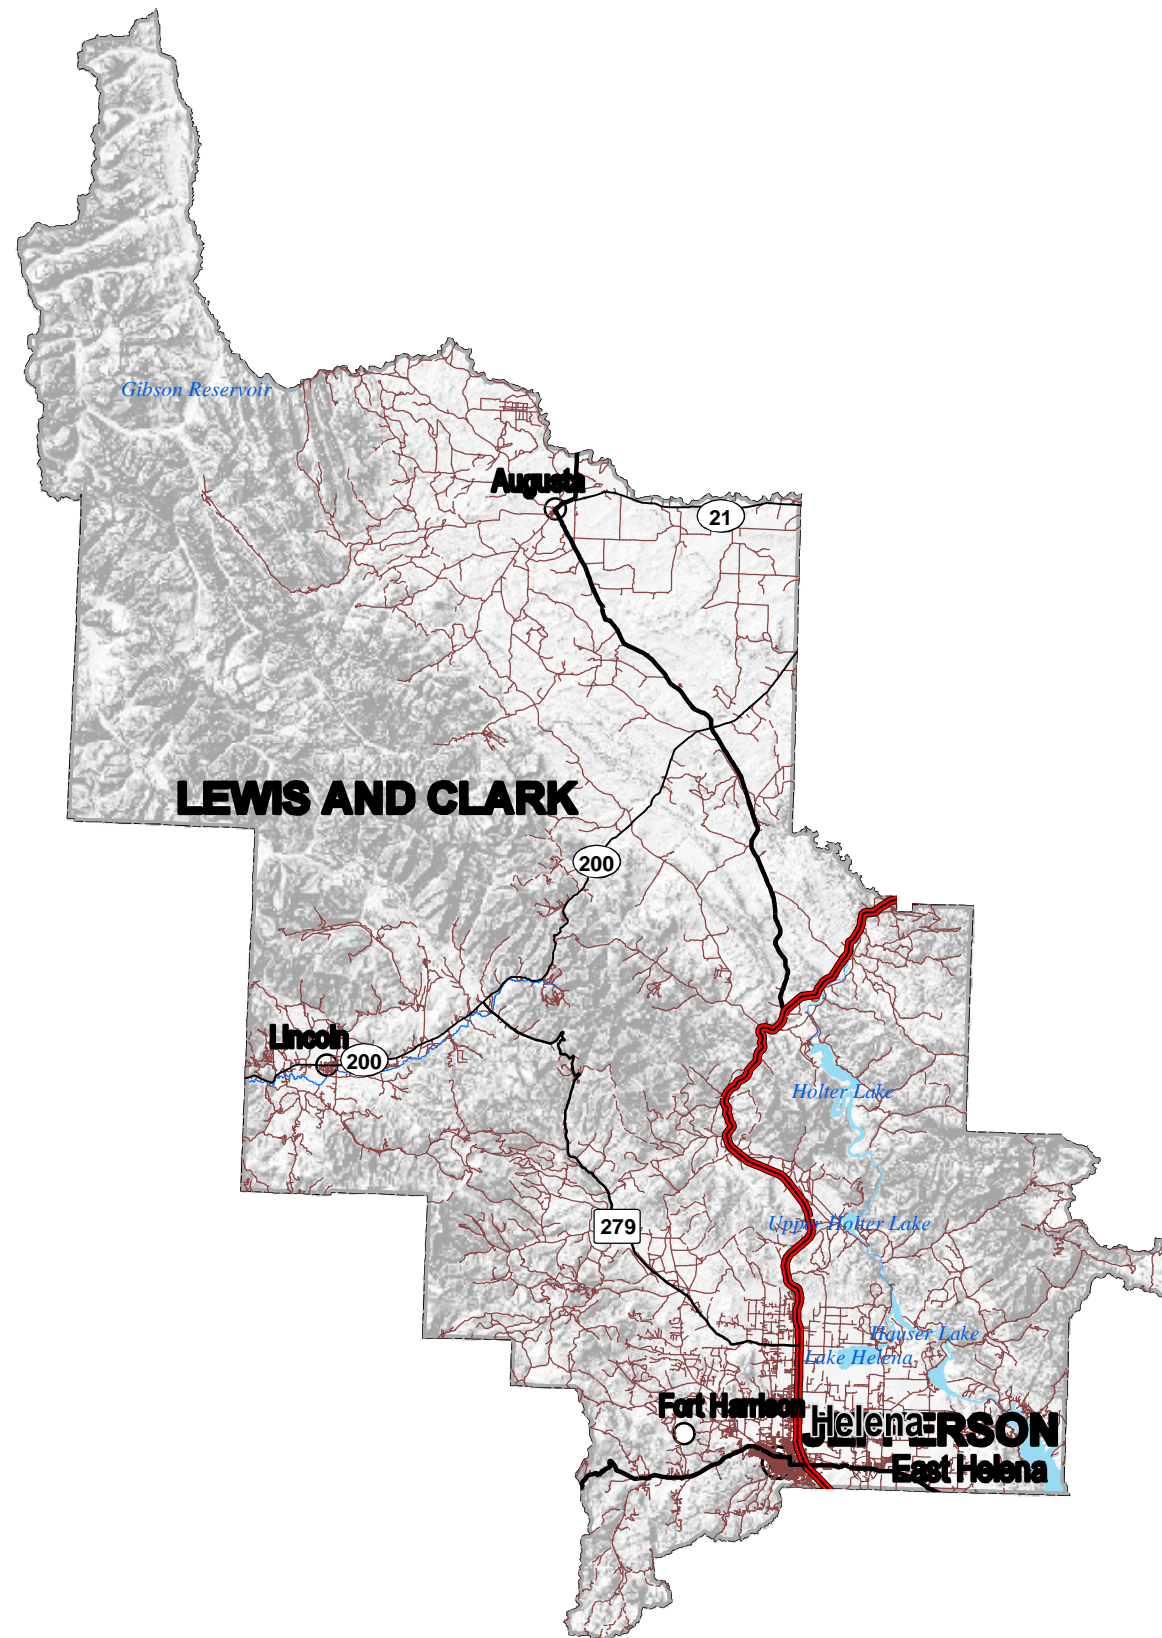 Gibson Reservoir
Augusta
21
LEWIS AND CLARK
200
Lincoln
200
Holter Lake
279
Upper Holter Lake
Hauser Lake
Lake Helena
Fort Harrison
Helena
JEFFERSON
East Helena